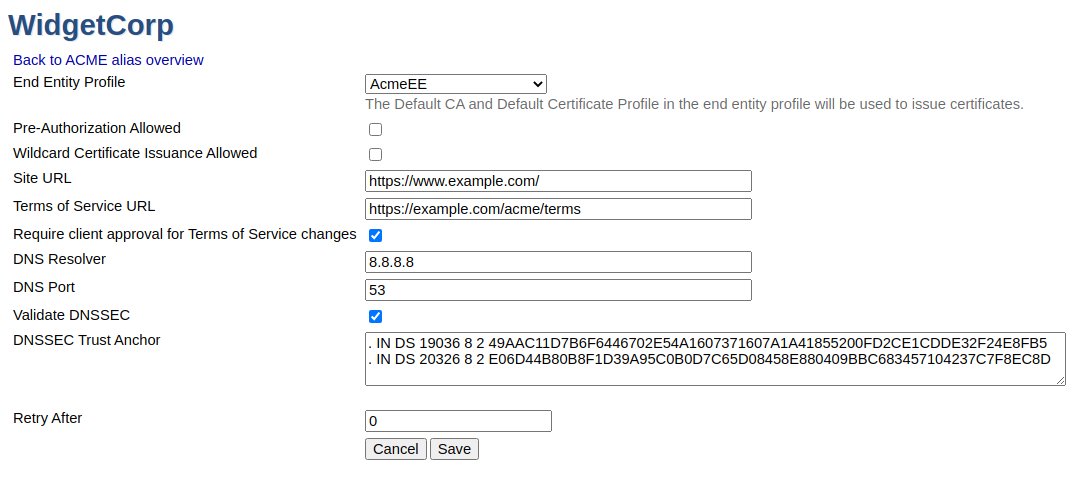 WidgetCorp
Back to ACME alias overview
End Entity Profile AcmeEE
The Default CA and Default Certificate Profile in the end entity profile will be used to issue certificates.
Pre-Authorization Allowed
Wildcard Certificate Issuance Allowed
Site URL https://www.example.com/
Terms of Service URL https://example.com/acme/terms
Require client approval for Terms of Service changes
DNS Resolver 8.8.8.8
DNS Port 53
Validate DNSSEC
DNSSEC Trust Anchor . IN DS 19036 8 2 49AAC11D7B6F6446702E54A1607371607A1A41855200FD2CE1CDDE32F24E8FB5
. IN DS 20326 8 2 E06D44B80B8F1D39A95C0B0D7C65D08458E880409BBC683457104237C7F8EC8D
Retry After 0
Cancel Save